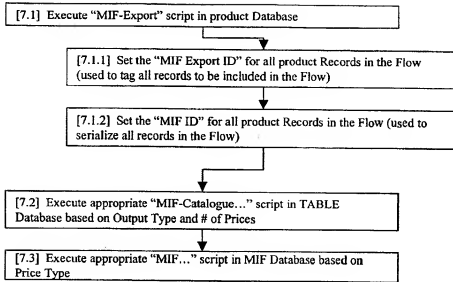 [7.1] Execute “MIF-Export” script in product Database
[7.1.1] Set the “MIF Export ID” for all product Records in the Flow
(used to tag all records to be included in the Flow)
[7.1.2] Set the “MIF ID” for all product Records in the Flow (used to
serialize all records in the Flow)
[7.2] Execute appropriate “MIF-Catalogue...” script in TABLE
Database based on Output Type and # of Prices
[7.3] Execute appropriate “MIF...” script in MIF Database based on
Price Type